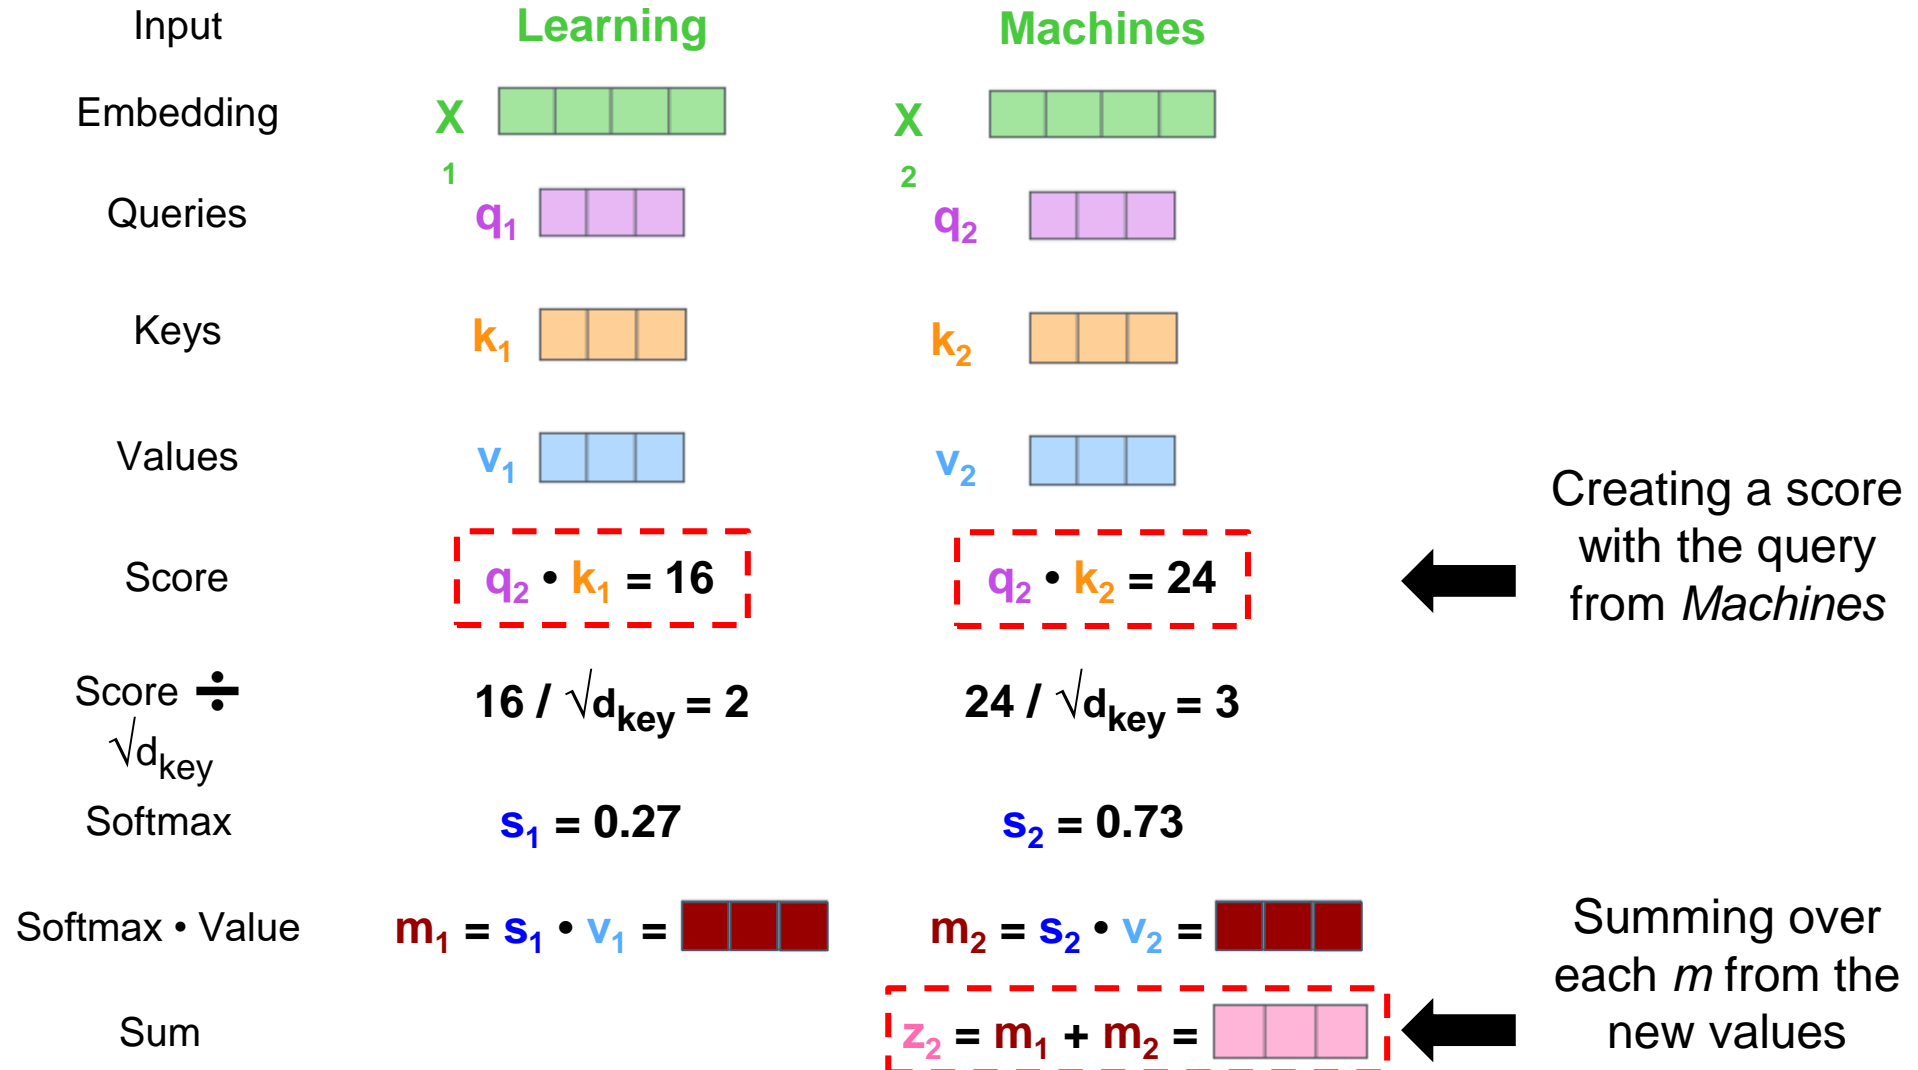 Input Learning Machines
Embedding X1 X2
Queries q1 q2
Keys k1 k2
Values v1 v2
Creating a score
with the query
from Machines
Score q2 • k1 = 16 q2 • k2 = 24
Score ÷
√dkey
16 / √dkey = 2 24 / √dkey = 3
Softmax s1 = 0.27 s2 = 0.73
Softmax • Value m1 = s1 • v1 = m2 = s2 • v2 =
Summing over
each m from the
new values
Sum z2 = m1 + m2 =